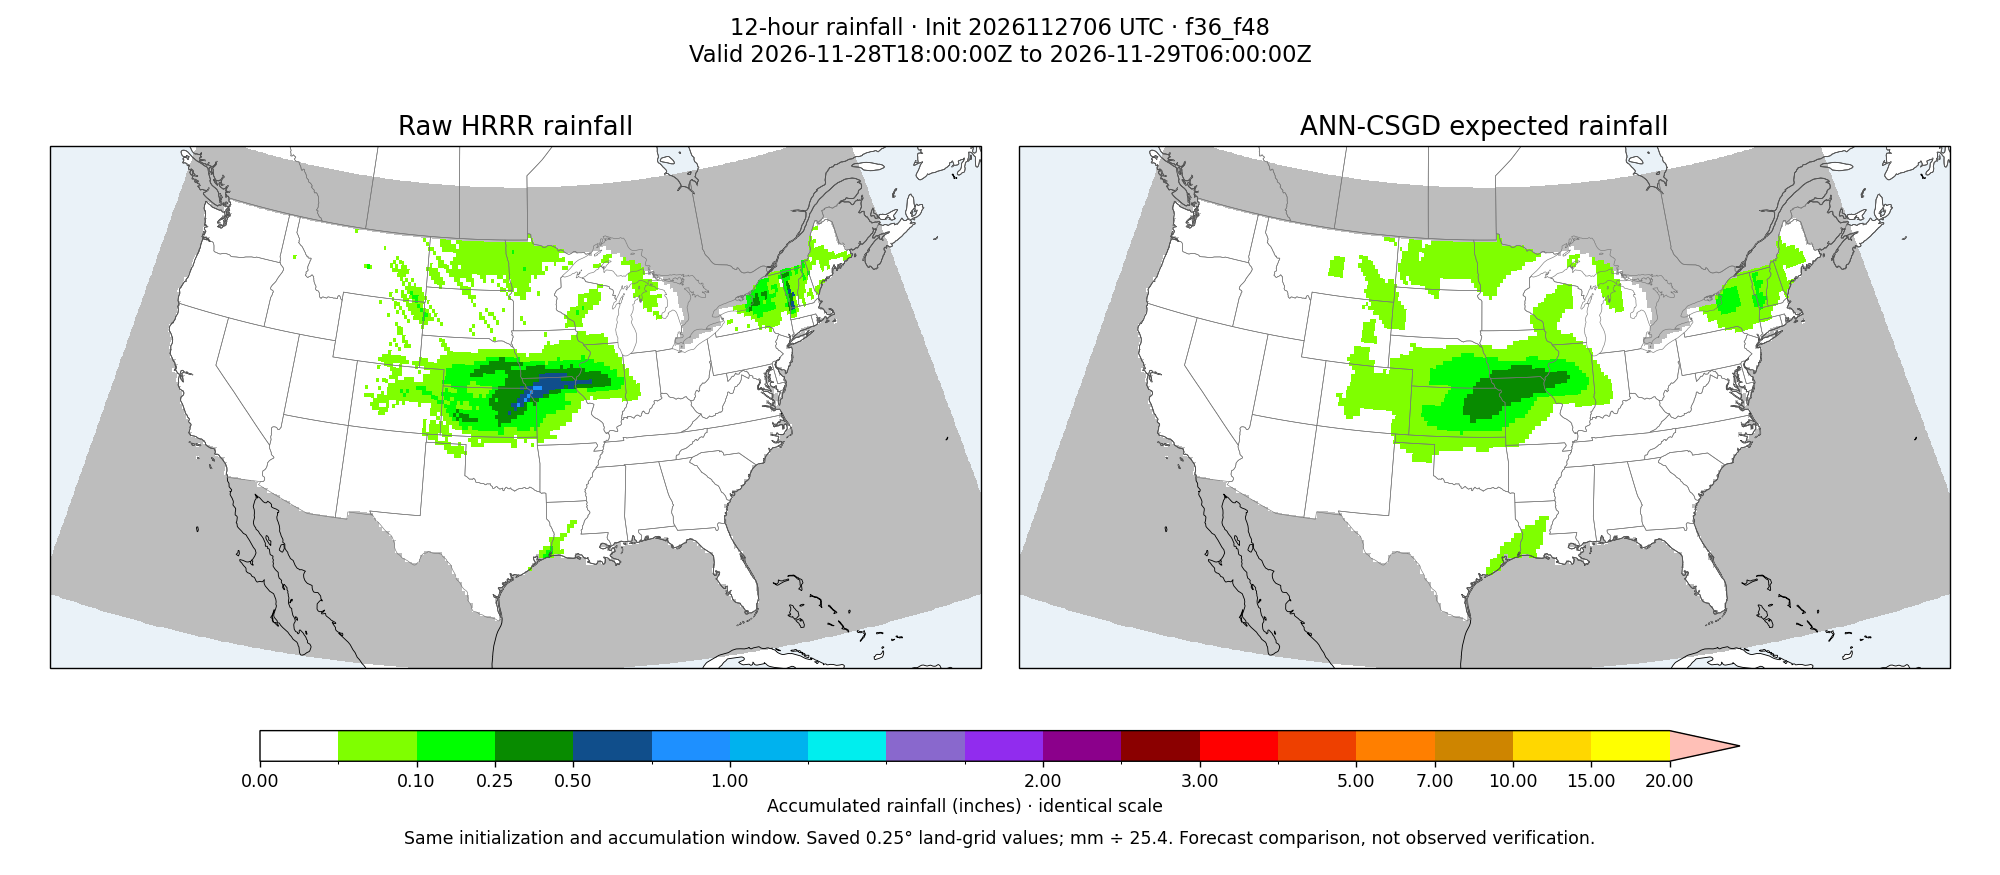 12-hour rainfall · Init 2026112706 UTC · f36_f48
Valid 2026-11-28T18:00:00Z to 2026-11-29T06:00:00Z
Raw HRRR rainfall
ANN-CSGD expected rainfall
0.00 0.10 0.25 0.50 1.00 2.00 3.00 5.00 7.00 10.00 15.00 20.00
Accumulated rainfall (inches) · identical scale
Same initialization and accumulation window. Saved 0.25° land-grid values; mm ÷ 25.4. Forecast comparison, not observed verification.